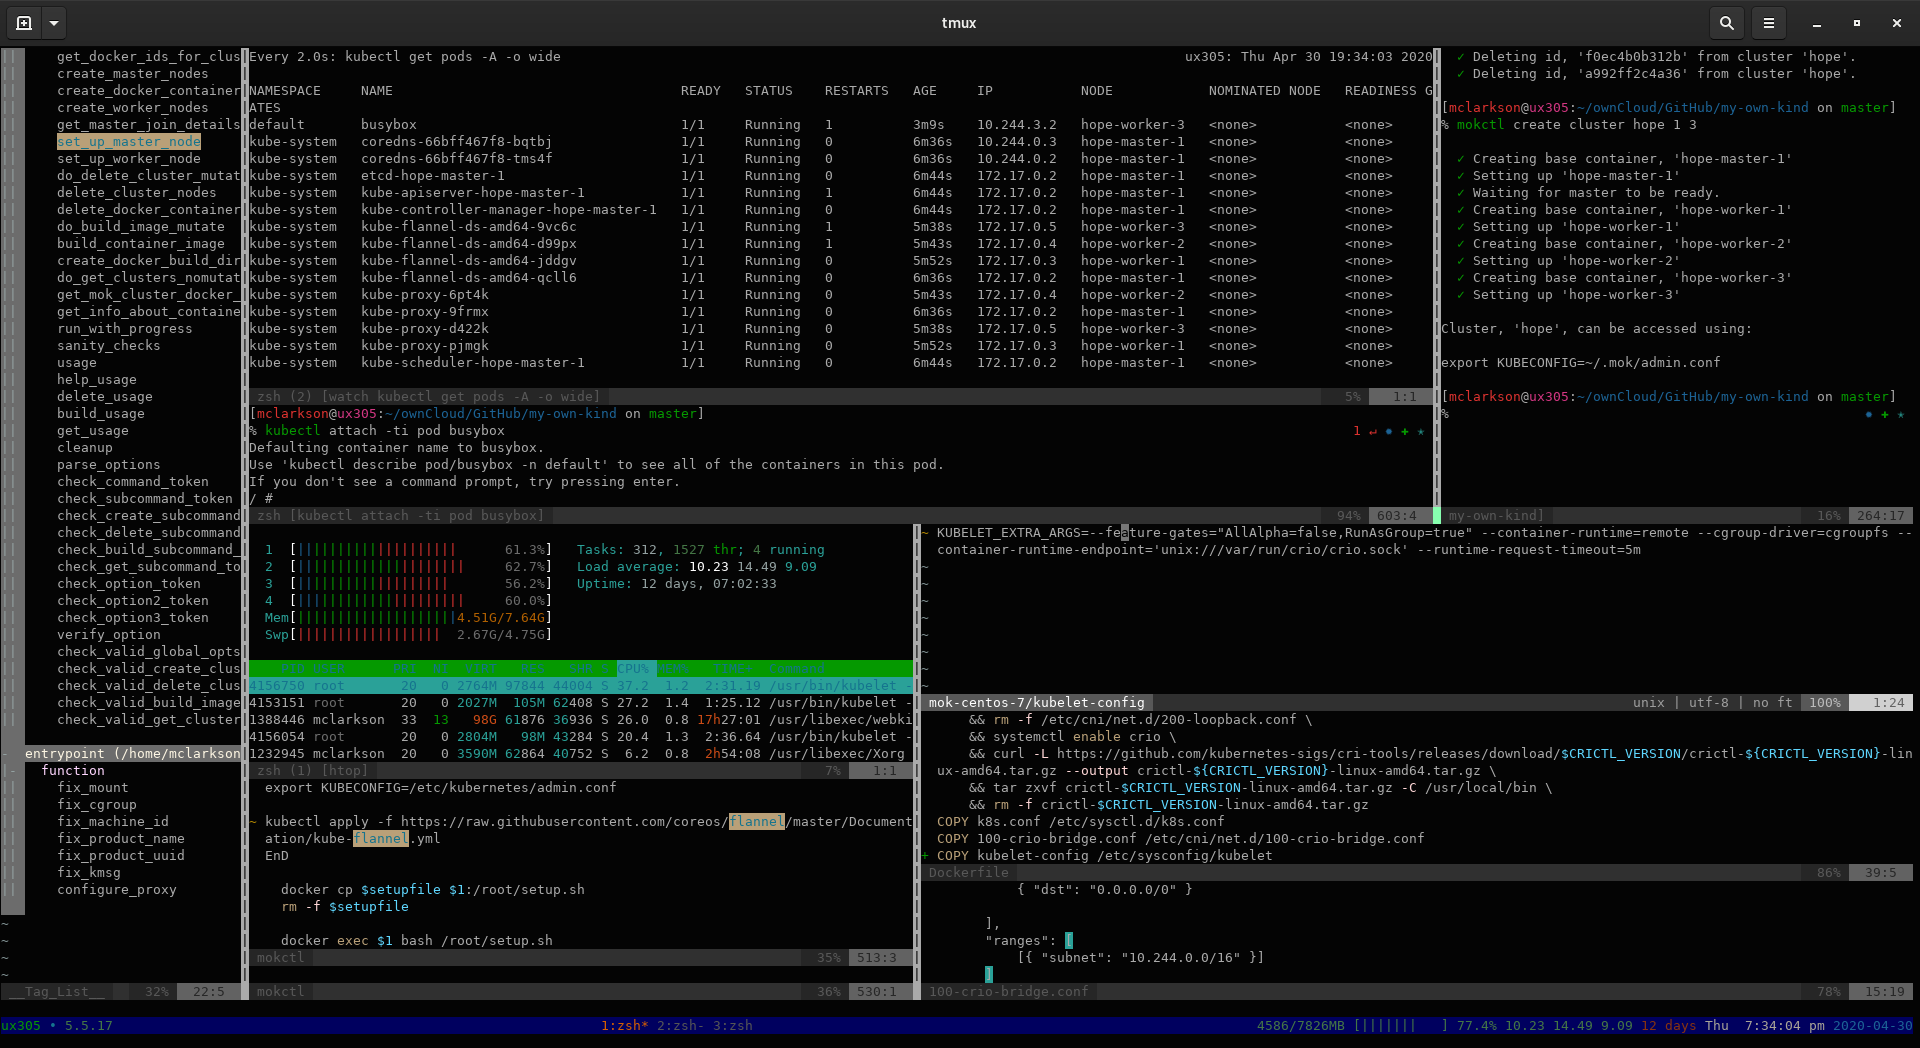 tmux
get_docker_ids_for_clus
create_master_nodes
create_docker_container
create_worker_nodes
get_master_join_details
set_up_master_node
set_up_worker_node
do_delete_cluster_mutat
delete_cluster_nodes
delete_docker_container
do_build_image_mutate
build_container_image
create_docker_build_dir
do_get_clusters_nomutat
get_mok_cluster_docker_
get_info_about_containe
run_with_progress
sanity_checks
usage
help_usage
delete_usage
build_usage
get_usage
cleanup
parse_options
check_command_token
check_subcommand_token
check_create_subcommand
check_delete_subcommand
check_build_subcommand_
check_get_subcommand_to
check_option_token
check_option2_token
check_option3_token
verify_option
check_valid_global_opts
check_valid_create_clus
check_valid_delete_clus
check_valid_build_image
check_valid_get_cluster
entrypoint (/home/mclarkson
function
fix_mount
fix_cgroup
fix_machine_id
fix_product_name
fix_product_uuid
fix_kmsg
configure_proxy
~
~
~
~
__Tag_List__ 32% 22:5
Every 2.0s: kubectl get pods -A -o wide ux305: Thu Apr 30 19:34:03 2020
NAMESPACE NAME READY STATUS RESTARTS AGE IP NODE NOMINATED NODE READINESS G
ATES
default busybox 1/1 Running 1 3m9s 10.244.3.2 hope-worker-3 <none> <none>
kube-system coredns-66bff467f8-bqtbj 1/1 Running 0 6m36s 10.244.0.3 hope-master-1 <none> <none>
kube-system coredns-66bff467f8-tms4f 1/1 Running 0 6m36s 10.244.0.2 hope-master-1 <none> <none>
kube-system etcd-hope-master-1 1/1 Running 0 6m44s 172.17.0.2 hope-master-1 <none> <none>
kube-system kube-apiserver-hope-master-1 1/1 Running 1 6m44s 172.17.0.2 hope-master-1 <none> <none>
kube-system kube-controller-manager-hope-master-1 1/1 Running 0 6m44s 172.17.0.2 hope-master-1 <none> <none>
kube-system kube-flannel-ds-amd64-9vc6c 1/1 Running 1 5m38s 172.17.0.5 hope-worker-3 <none> <none>
kube-system kube-flannel-ds-amd64-d99px 1/1 Running 1 5m43s 172.17.0.4 hope-worker-2 <none> <none>
kube-system kube-flannel-ds-amd64-jddgv 1/1 Running 0 5m52s 172.17.0.3 hope-worker-1 <none> <none>
kube-system kube-flannel-ds-amd64-qcll6 1/1 Running 0 6m36s 172.17.0.2 hope-master-1 <none> <none>
kube-system kube-proxy-6pt4k 1/1 Running 0 5m43s 172.17.0.4 hope-worker-2 <none> <none>
kube-system kube-proxy-9frmx 1/1 Running 0 6m36s 172.17.0.2 hope-master-1 <none> <none>
kube-system kube-proxy-d422k 1/1 Running 0 5m38s 172.17.0.5 hope-worker-3 <none> <none>
kube-system kube-proxy-pjmgk 1/1 Running 0 5m52s 172.17.0.3 hope-worker-1 <none> <none>
kube-system kube-scheduler-hope-master-1 1/1 Running 0 6m44s 172.17.0.2 hope-master-1 <none> <none>
zsh (2) [watch kubectl get pods -A -o wide] 5% 1:1
[mclarkson@ux305:~/ownCloud/GitHub/my-own-kind on master]
% kubectl attach -ti pod busybox 1 ↵ ✹ ✚ ★
Defaulting container name to busybox.
Use 'kubectl describe pod/busybox -n default' to see all of the containers in this pod.
If you don't see a command prompt, try pressing enter.
/ #
zsh [kubectl attach -ti pod busybox] 94% 603:4
✓ Deleting id, 'f0ec4b0b312b' from cluster 'hope'.
✓ Deleting id, 'a992ff2c4a36' from cluster 'hope'.
[mclarkson@ux305:~/ownCloud/GitHub/my-own-kind on master]
% mokctl create cluster hope 1 3
✓ Creating base container, 'hope-master-1'
✓ Setting up 'hope-master-1'
✓ Waiting for master to be ready.
✓ Creating base container, 'hope-worker-1'
✓ Setting up 'hope-worker-1'
✓ Creating base container, 'hope-worker-2'
✓ Setting up 'hope-worker-2'
✓ Creating base container, 'hope-worker-3'
✓ Setting up 'hope-worker-3'
Cluster, 'hope', can be accessed using:
export KUBECONFIG=~/.mok/admin.conf
[mclarkson@ux305:~/ownCloud/GitHub/my-own-kind on master]
% ✹ ✚ ★
my-own-kind] 16% 264:17
1 [|||||||||||||||||||| 61.3%] Tasks: 312, 1527 thr; 4 running
2 [||||||||||||||||||||| 62.7%] Load average: 10.23 14.49 9.09
3 [||||||||||||||||||| 56.2%] Uptime: 12 days, 07:02:33
4 [||||||||||||||||||||| 60.0%]
Mem[||||||||||||||||||||4.51G/7.64G]
Swp[|||||||||||||||||| 2.67G/4.75G]
PID USER PRI NI VIRT RES SHR S CPU% MEM% TIME+ Command
4156750 root 20 0 2764M 97844 44004 S 37.2 1.2 2:31.19 /usr/bin/kubelet -
4153151 root 20 0 2027M 105M 62408 S 27.2 1.4 1:25.12 /usr/bin/kubelet -
1388446 mclarkson 33 13 98G 61876 36936 S 26.0 0.8 17h27:01 /usr/libexec/webki
4156054 root 20 0 2804M 98M 43284 S 20.4 1.3 2:36.64 /usr/bin/kubelet -
1232945 mclarkson 20 0 3590M 62864 40752 S 6.2 0.8 2h54:08 /usr/libexec/Xorg
zsh (1) [htop] 7% 1:1
export KUBECONFIG=/etc/kubernetes/admin.conf
~ kubectl apply -f https://raw.githubusercontent.com/coreos/flannel/master/Document
ation/kube-flannel.yml
EnD
docker cp $setupfile $1:/root/setup.sh
rm -f $setupfile
docker exec $1 bash /root/setup.sh
mokctl 35% 513:3
mokctl 36% 530:1
~ KUBELET_EXTRA_ARGS=--feature-gates="AllAlpha=false,RunAsGroup=true" --container-runtime=remote --cgroup-driver=cgroupfs --
container-runtime-endpoint='unix:///var/run/crio/crio.sock' --runtime-request-timeout=5m
~
~
~
~
~
~
~
~
mok-centos-7/kubelet-config unix | utf-8 | no ft 100% 1:24
&& rm -f /etc/cni/net.d/200-loopback.conf \
&& systemctl enable crio \
&& curl -L https://github.com/kubernetes-sigs/cri-tools/releases/download/$CRICTL_VERSION/crictl-${CRICTL_VERSION}-lin
ux-amd64.tar.gz --output crictl-${CRICTL_VERSION}-linux-amd64.tar.gz \
&& tar zxvf crictl-$CRICTL_VERSION-linux-amd64.tar.gz -C /usr/local/bin \
&& rm -f crictl-$CRICTL_VERSION-linux-amd64.tar.gz
COPY k8s.conf /etc/sysctl.d/k8s.conf
COPY 100-crio-bridge.conf /etc/cni/net.d/100-crio-bridge.conf
+ COPY kubelet-config /etc/sysconfig/kubelet
Dockerfile 86% 39:5
{ "dst": "0.0.0.0/0" }
],
"ranges": [
[{ "subnet": "10.244.0.0/16" }]
]
100-crio-bridge.conf 78% 15:19
ux305 • 5.5.17 1:zsh* 2:zsh- 3:zsh 4586/7826MB [||||||| ] 77.4% 10.23 14.49 9.09 12 days Thu 7:34:04 pm 2020-04-30